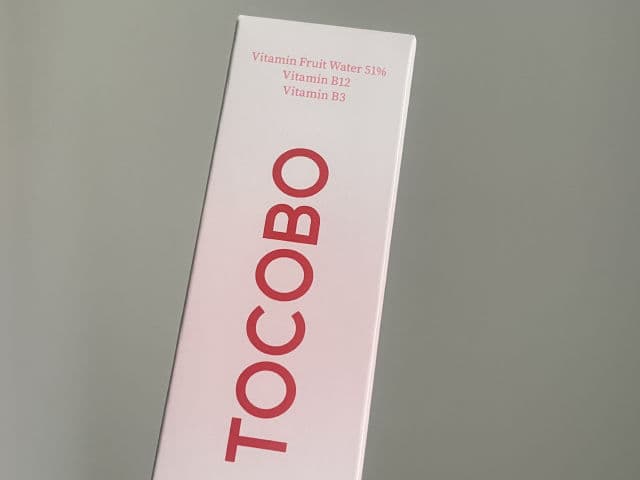 Vitamin Fruit Water 51%
Vitamin B12
Vitamin B3
TOCOBO